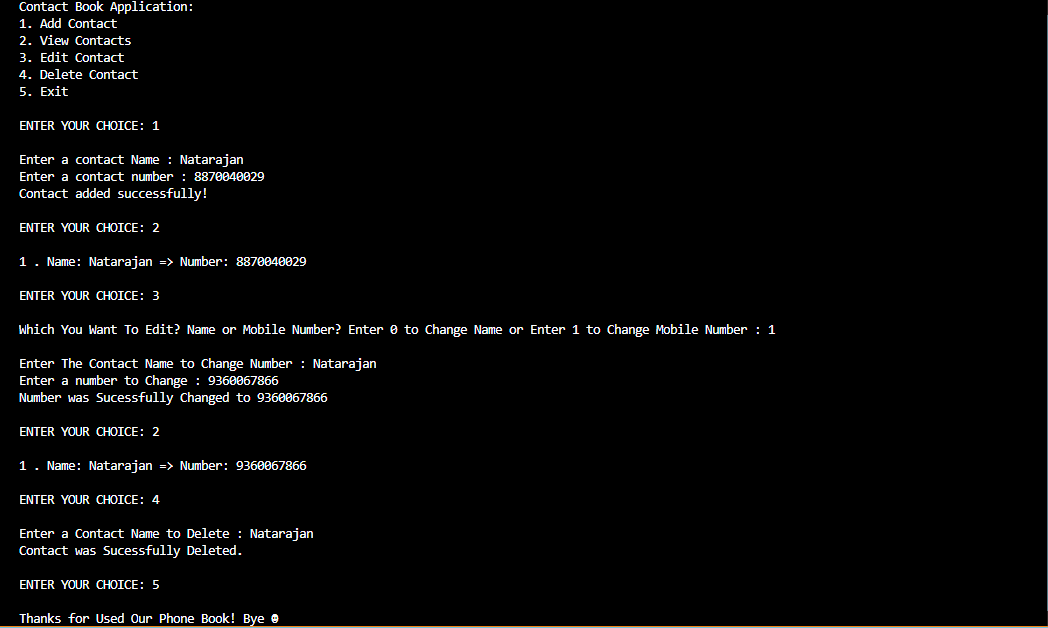 Contact Book Application:
1. Add Contact
2. View Contacts
3. Edit Contact
4. Delete Contact
5. Exit
ENTER YOUR CHOICE: 1
Enter a contact Name : Natarajan
Enter a contact number : 8870040029
Contact added successfully!
ENTER YOUR CHOICE: 2
1 . Name: Natarajan => Number: 8870040029
ENTER YOUR CHOICE: 3
Which You Want To Edit? Name or Mobile Number? Enter 0 to Change Name or Enter 1 to Change Mobile Number : 1
Enter The Contact Name to Change Number : Natarajan
Enter a number to Change : 9360067866
Number was Sucessfully Changed to 9360067866
ENTER YOUR CHOICE: 2
1 . Name: Natarajan => Number: 9360067866
ENTER YOUR CHOICE: 4
Enter a Contact Name to Delete : Natarajan
Contact was Sucessfully Deleted.
ENTER YOUR CHOICE: 5
Thanks for Used Our Phone Book! Bye